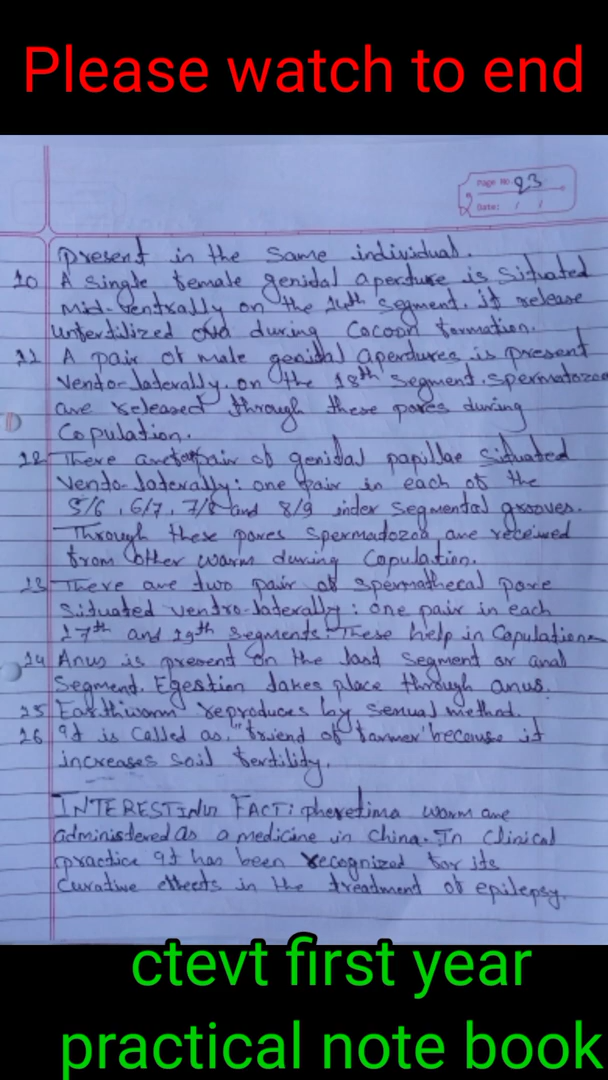 Please watch to end
Page No. 23
Date: / /
present in the same individual.
10 A single female genital aperture is situated
mid-ventrally on the 14th segment. it release
unfertilized ova during Cocoon formation.
11 A pair of male genital apertures is present
Vento-laterally. on the 18th segment. spermatozoa
are released through these pores during
Copulation.
12 There are pair of genital papillae situated
Vento-laterally: one pair in each of the
5/6, 6/7, 7/8 and 8/9 inter segmental grooves.
Through these pores spermatozoa are received
from other warm during Copulation.
13 There are two pair of spermathecal pore
situated ventro-laterally: one pair in each
17th and 19th segments. These help in Copulation
14 Anus is present on the last segment or anal
Segment. Egestion takes place through anus.
15 Earthworm reproduces by sexual method.
16 It is called as, "friend of farmer" because it
increases soil fertility.
INTERESTING FACT: pheretima worm are
administered as a medicine in china. In clinical
practice It has been recognized for its
Curative effects in the treatment of epilepsy.
ctevt first year
practical note book